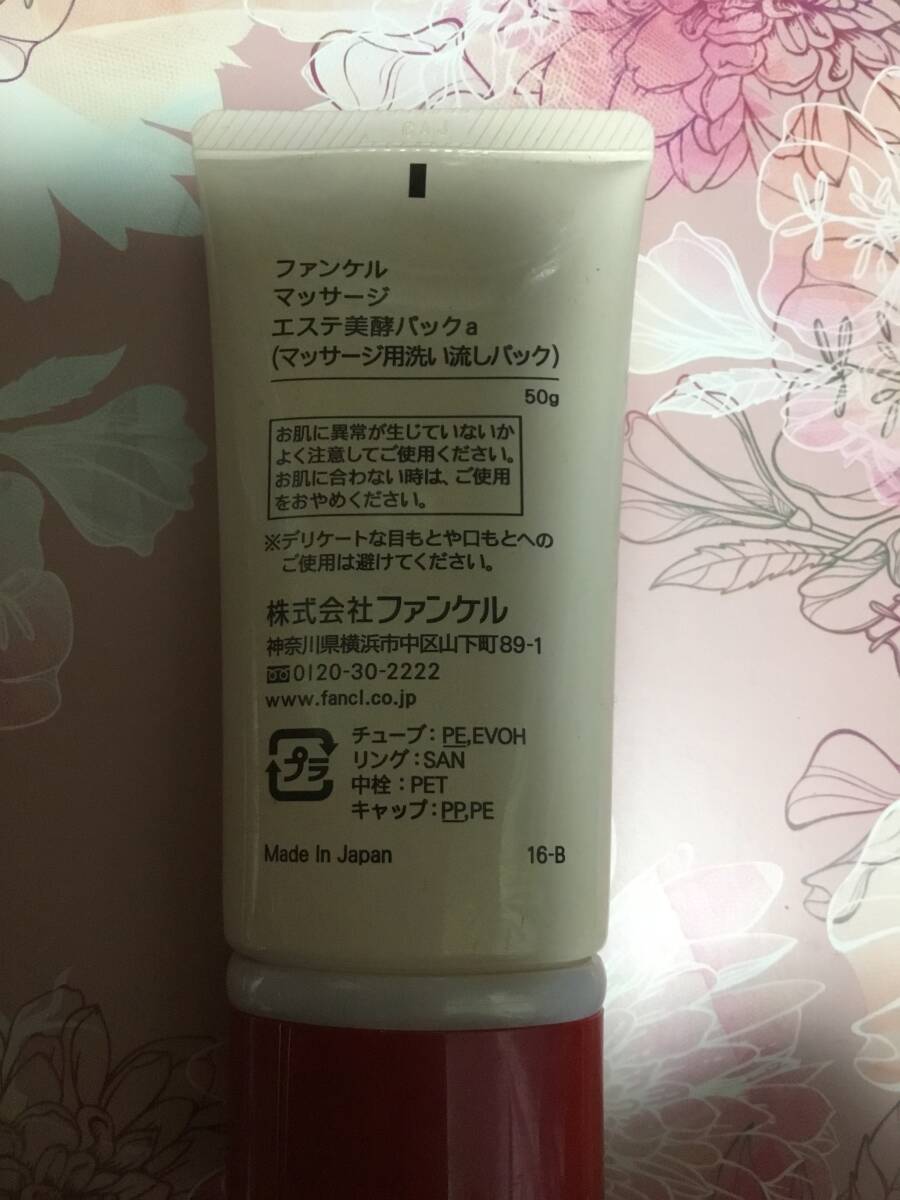 ファンケル
マッサージ
エステ美酵パックa
(マッサージ用洗い流しパック)
50g
お肌に異常が生じていないか
よく注意してご使用ください。
お肌に合わない時は、ご使用
をおやめください。
※デリケートな目もとや口もとへの
ご使用は避けてください。
株式会社ファンケル
神奈川県横浜市中区山下町89-1
0120-30-2222
www.fancl.co.jp
プラ
チューブ:PE,EVOH
リング:SAN
中栓:PET
キャップ:PP,PE
Made In Japan
16-B